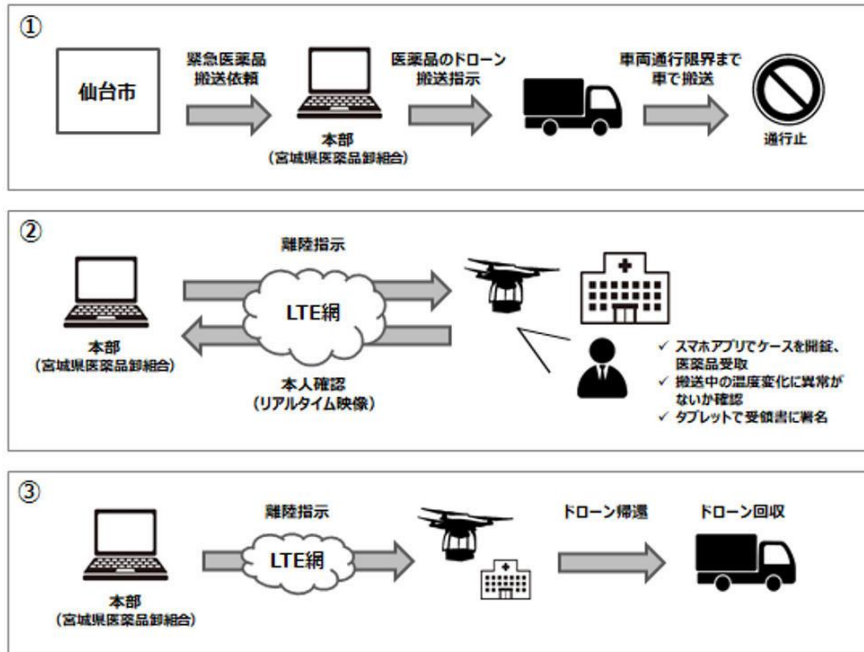 ①
仙台市
緊急医薬品
搬送依頼
本部
（宮城県医薬品卸組合）
医薬品のドローン
搬送指示
車両通行限界まで
車で搬送
通行止
②
本部
（宮城県医薬品卸組合）
離陸指示
LTE網
本人確認
（リアルタイム映像）
✓ スマホアプリでケースを開錠、
医薬品受取
✓ 搬送中の温度変化に異常が
ないか確認
✓ タブレットで受領書に署名
③
本部
（宮城県医薬品卸組合）
離陸指示
LTE網
ドローン帰還
ドローン回収